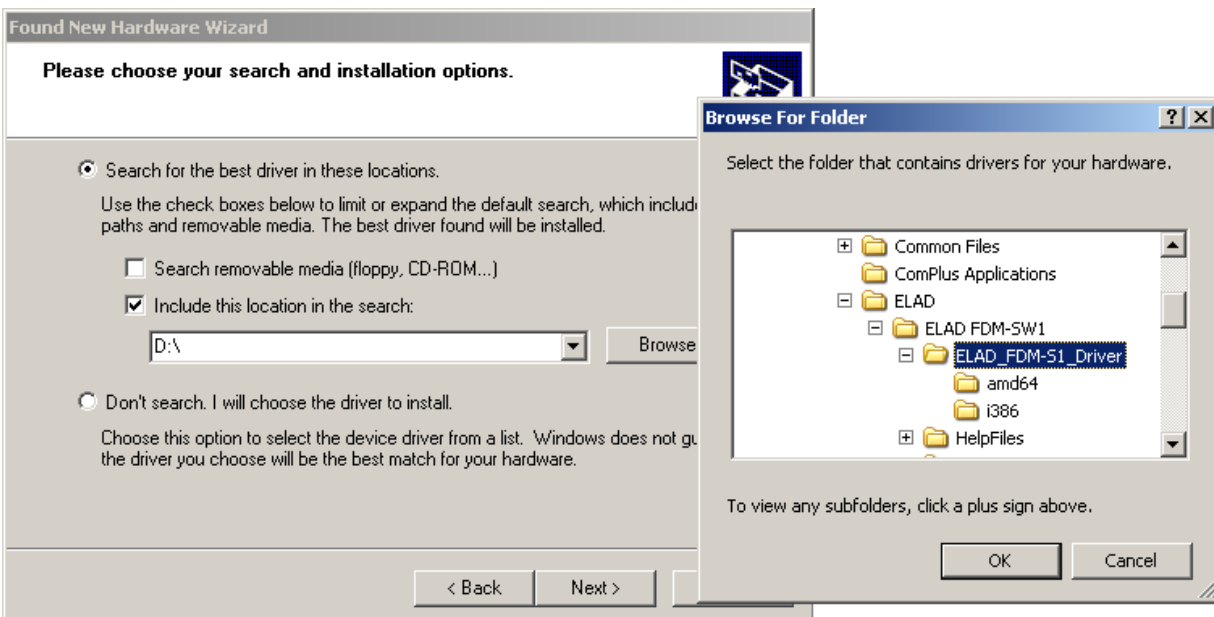 Found New Hardware Wizard
Please choose your search and installation options.
Search for the best driver in these locations.
Use the check boxes below to limit or expand the default search, which
paths and removable media. The best driver found will be installed.
Search removable media (floppy, CD-ROM...)
Include this location in the search:
D:\
Browse
Don't search. I will choose the driver to install.
Choose this option to select the device driver from a list. Windows does not
the driver you choose will be the best match for your hardware.
< Back
Next >
Browse For Folder
Select the folder that contains drivers for your hardware.
Common Files
ComPlus Applications
ELAD
ELAD FDM-SW1
ELAD_FDM-S1_Driver
amd64
i386
HelpFiles
To view any subfolders, click a plus sign above.
OK
Cancel